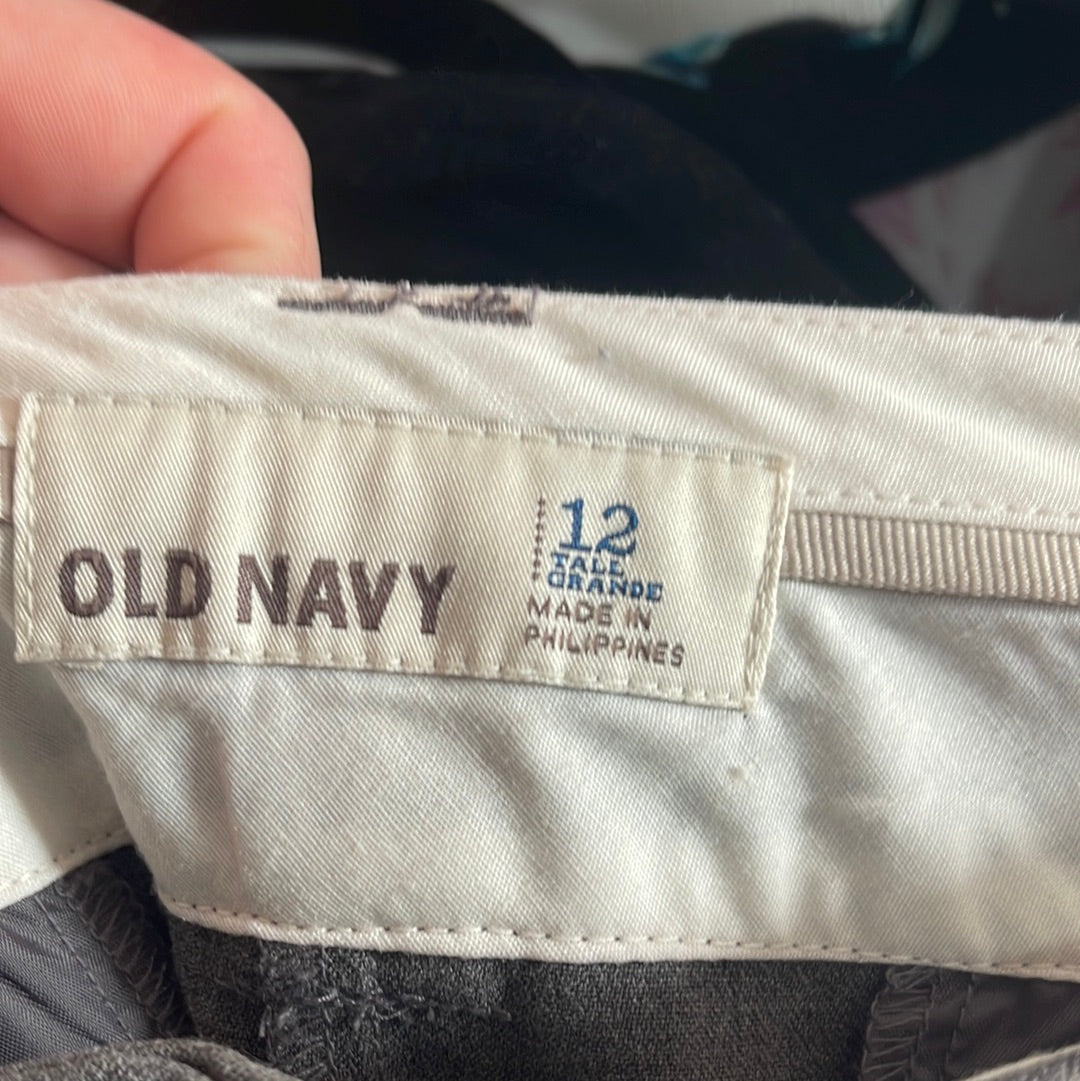 OLD NAVY
12
TALL
GRANDE
MADE IN
PHILIPPINES